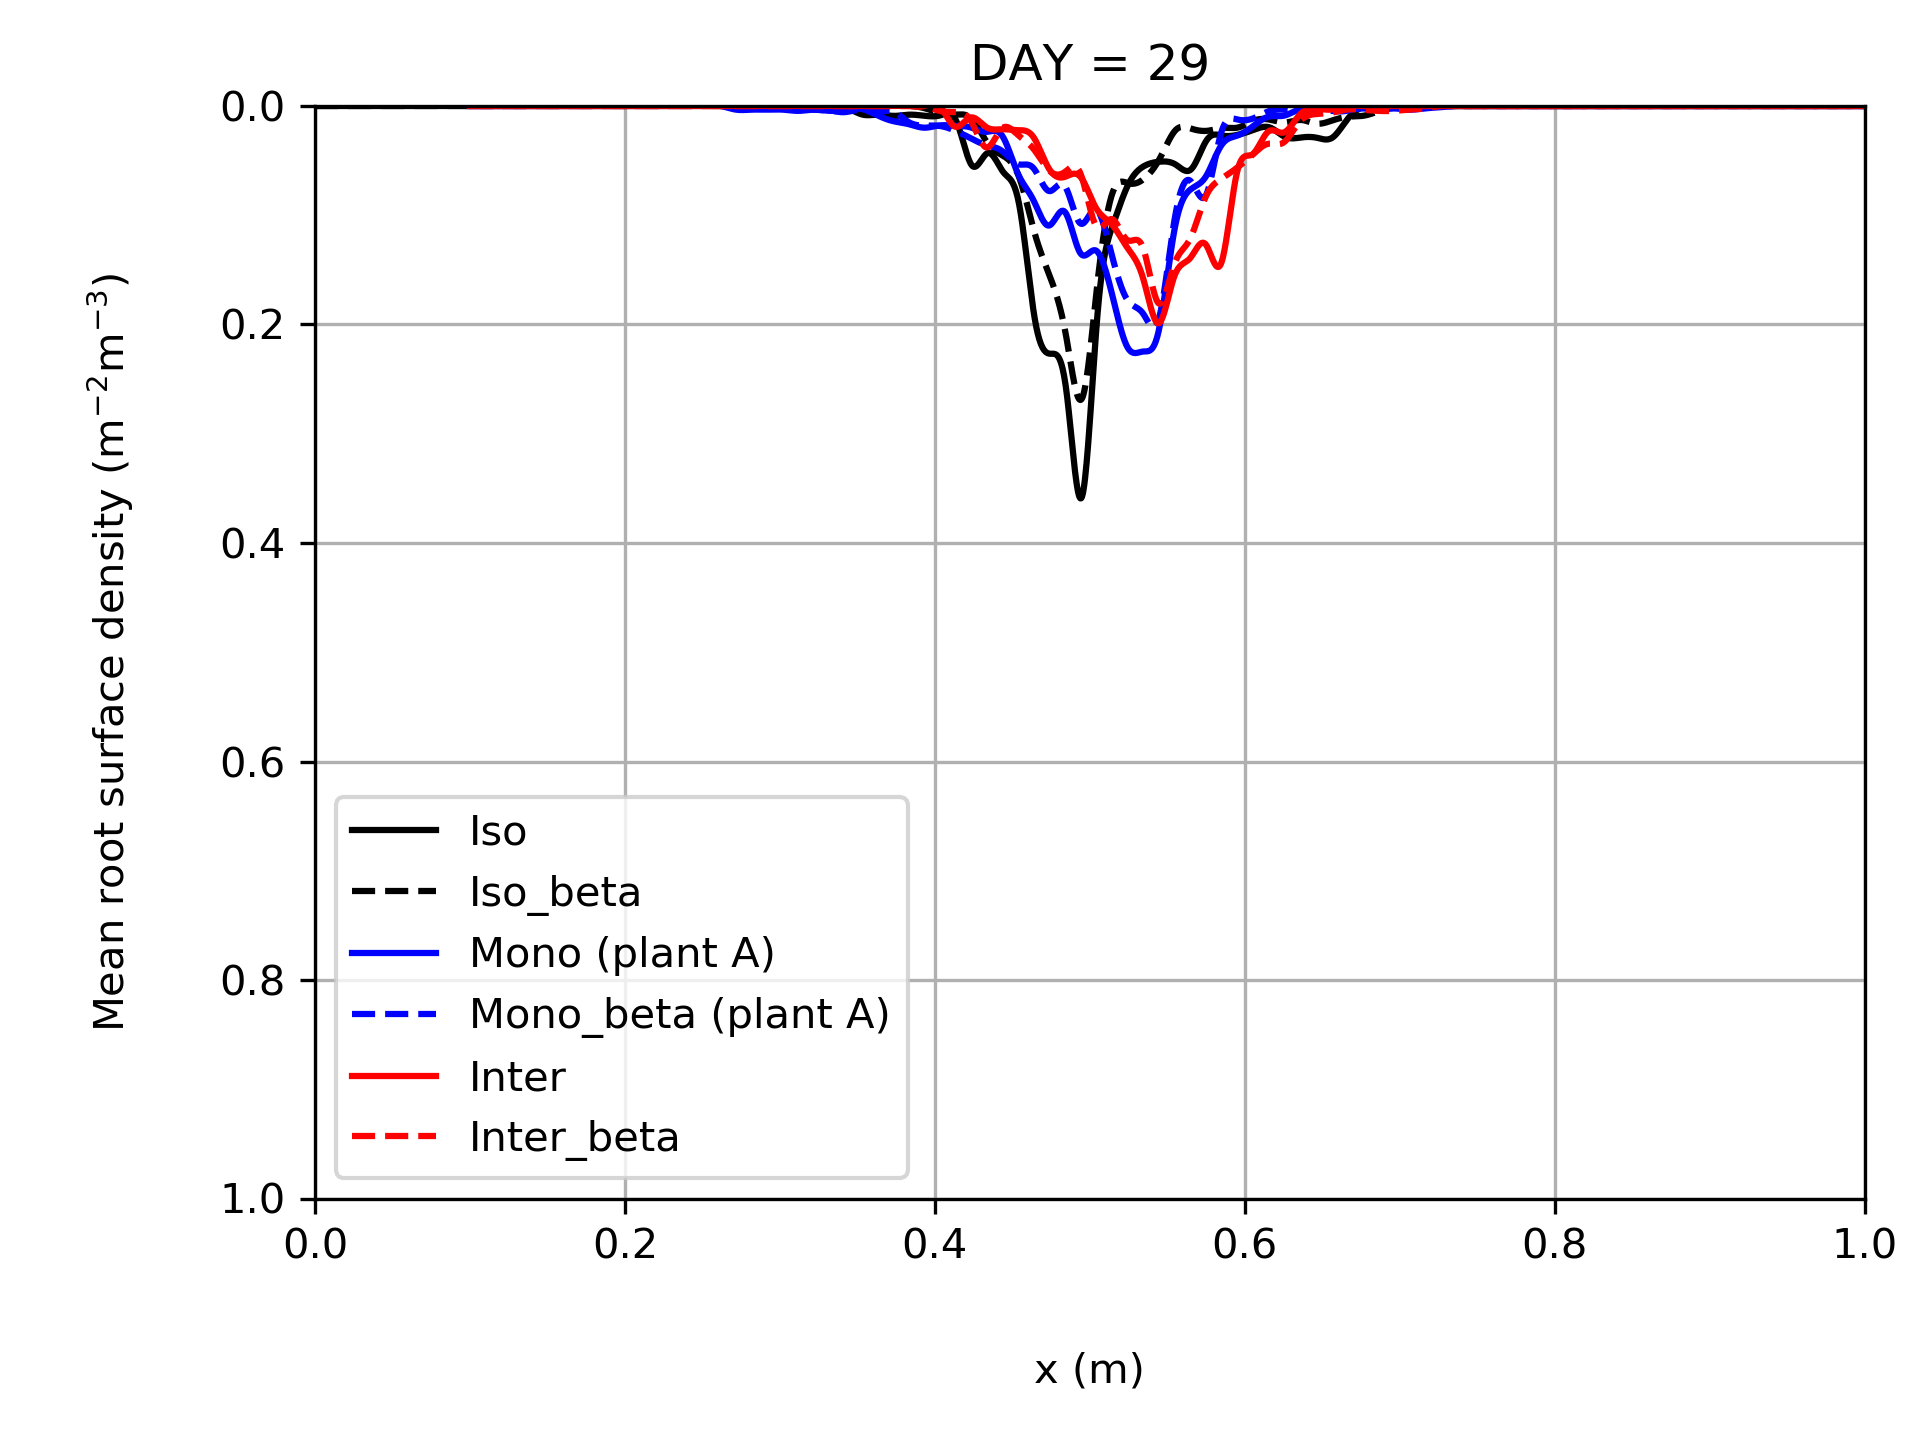 DAY = 29
0.0
0.2
0.4
0.6
0.8
1.0
Mean root surface density (m⁻²m⁻³)
Iso
Iso_beta
Mono (plant A)
Mono_beta (plant A)
Inter
Inter_beta
0.0 0.2 0.4 0.6 0.8 1.0
x (m)